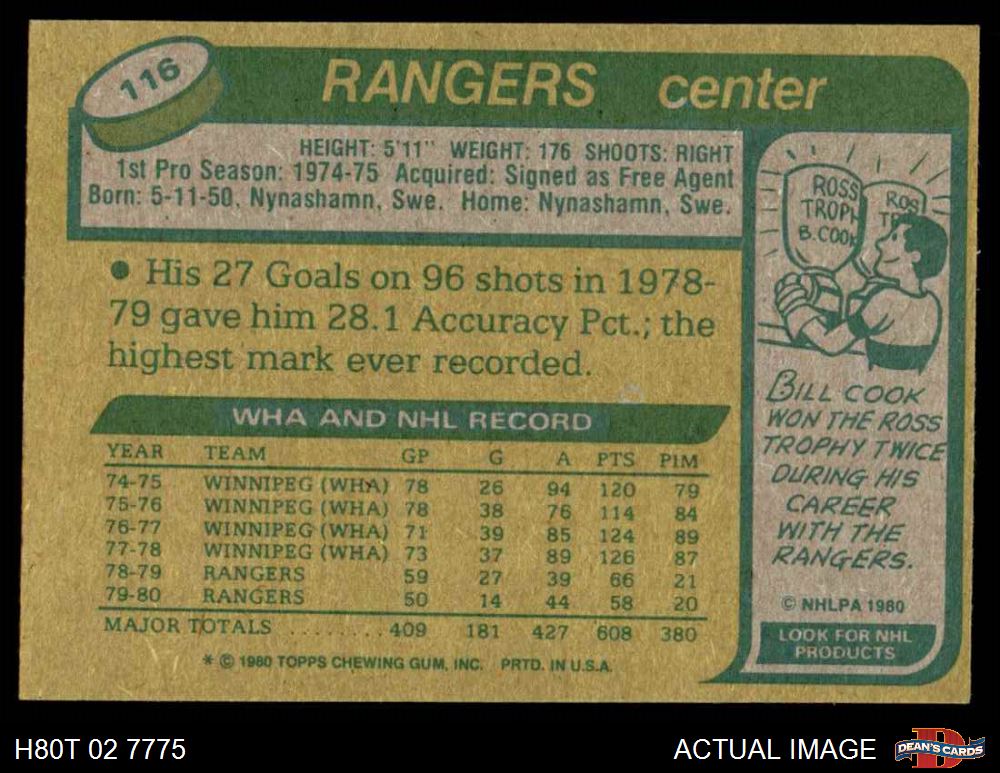 116
RANGERS center
HEIGHT: 5'11" WEIGHT: 176 SHOOTS: RIGHT
1st Pro Season: 1974-75 Acquired: Signed as Free Agent
Born: 5-11-50, Nynashamn, Swe. Home: Nynashamn, Swe.
• His 27 Goals on 96 shots in 1978-
79 gave him 28.1 Accuracy Pct.; the
highest mark ever recorded.
WHA AND NHL RECORD
YEAR TEAM GP G A PTS PIM
74-75 WINNIPEG (WHA) 78 26 94 120 79
75-76 WINNIPEG (WHA) 78 38 76 114 84
76-77 WINNIPEG (WHA) 71 39 85 124 89
77-78 WINNIPEG (WHA) 73 37 89 126 87
78-79 RANGERS 59 27 39 66 21
79-80 RANGERS 50 14 44 58 20
MAJOR TOTALS ........ 409 181 427 608 380
* © 1980 TOPPS CHEWING GUM, INC. PRTD. IN U.S.A.
ROSS
TROPH
B. COOK
ROS
TR
BILL COOK
WON THE ROSS
TROPHY TWICE
DURING HIS
CAREER
WITH THE
RANGERS.
© NHLPA 1980
LOOK FOR NHL
PRODUCTS
H80T 02 7775
ACTUAL IMAGE
D
DEAN'S CARDS